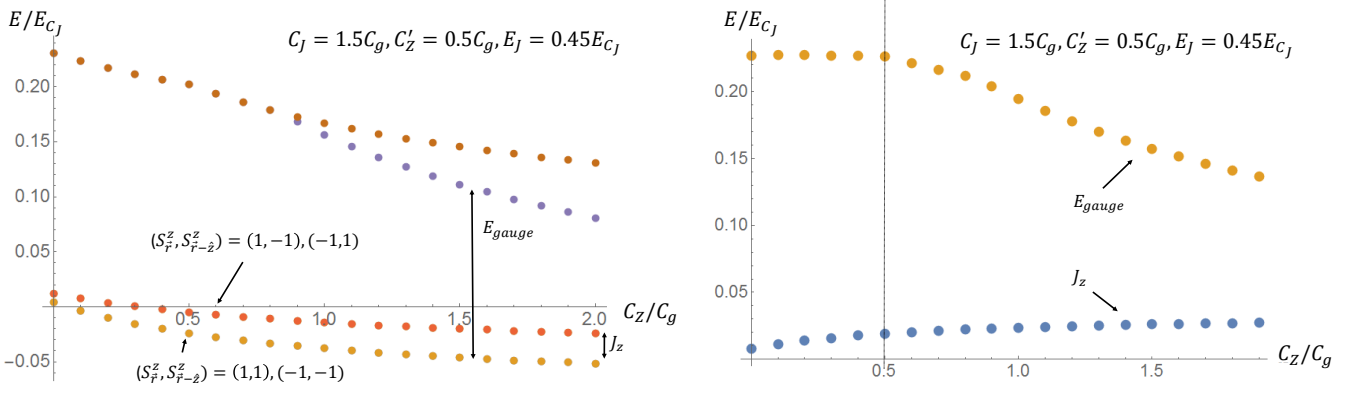 E/E_{C_J}
C_J = 1.5C_g, C'_Z = 0.5C_g, E_J = 0.45E_{C_J}
0.20
0.15
0.10
0.05
−0.05
0.5
1.0
1.5
2.0
C_Z/C_g
(S^z_{\vec{r}}, S^z_{\vec{r}−\hat{z}}) = (1, −1), (−1,1)
E_{gauge}
J_z
(S^z_{\vec{r}}, S^z_{\vec{r}−\hat{z}}) = (1,1), (−1, −1)
E/E_{C_J}
C_J = 1.5C_g, C'_Z = 0.5C_g, E_J = 0.45E_{C_J}
0.20
0.15
0.10
0.05
0.5
1.0
1.5
C_Z/C_g
E_{gauge}
J_z